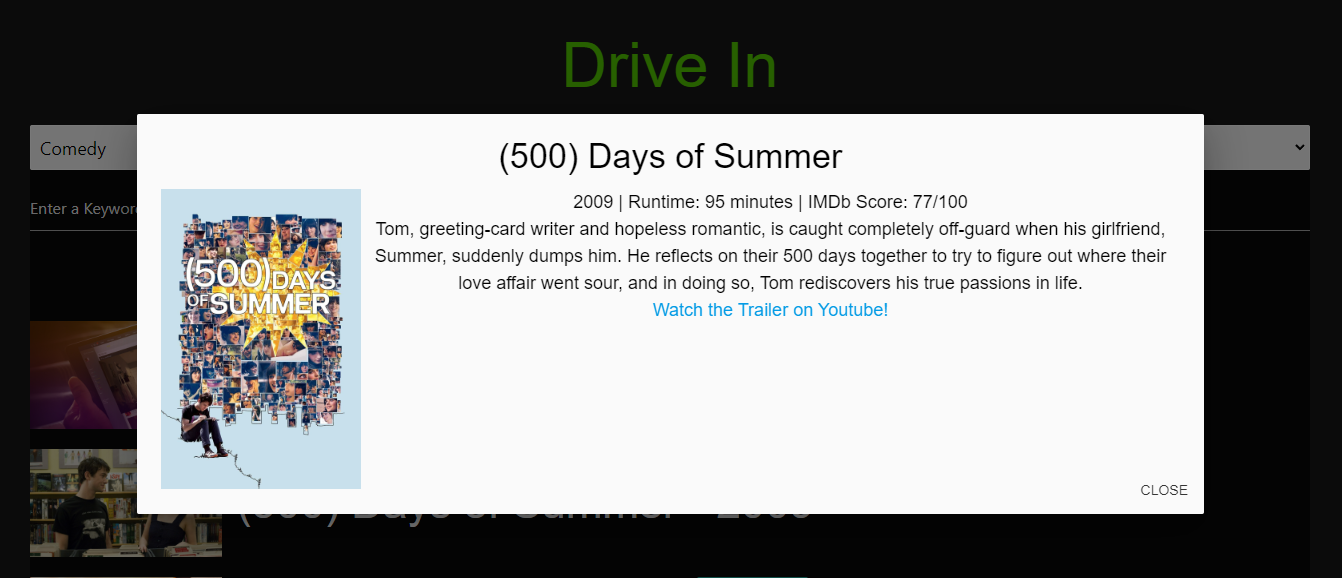 Drive In
Comedy
Enter a Keywor
(500) Days of Summer
2009 | Runtime: 95 minutes | IMDb Score: 77/100
Tom, greeting-card writer and hopeless romantic, is caught completely off-guard when his girlfriend,
Summer, suddenly dumps him. He reflects on their 500 days together to try to figure out where their
love affair went sour, and in doing so, Tom rediscovers his true passions in life.
Watch the Trailer on Youtube!
(500) DAYS
OF SUMMER
CLOSE
(500) Days of Summer - 2009